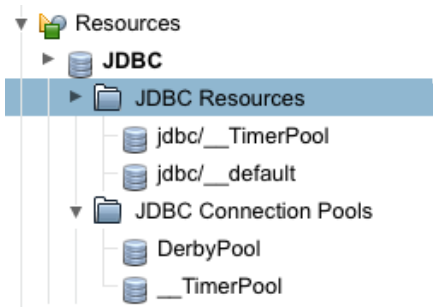 Resources
JDBC
JDBC Resources
jdbc/__TimerPool
jdbc/__default
JDBC Connection Pools
DerbyPool
__TimerPool